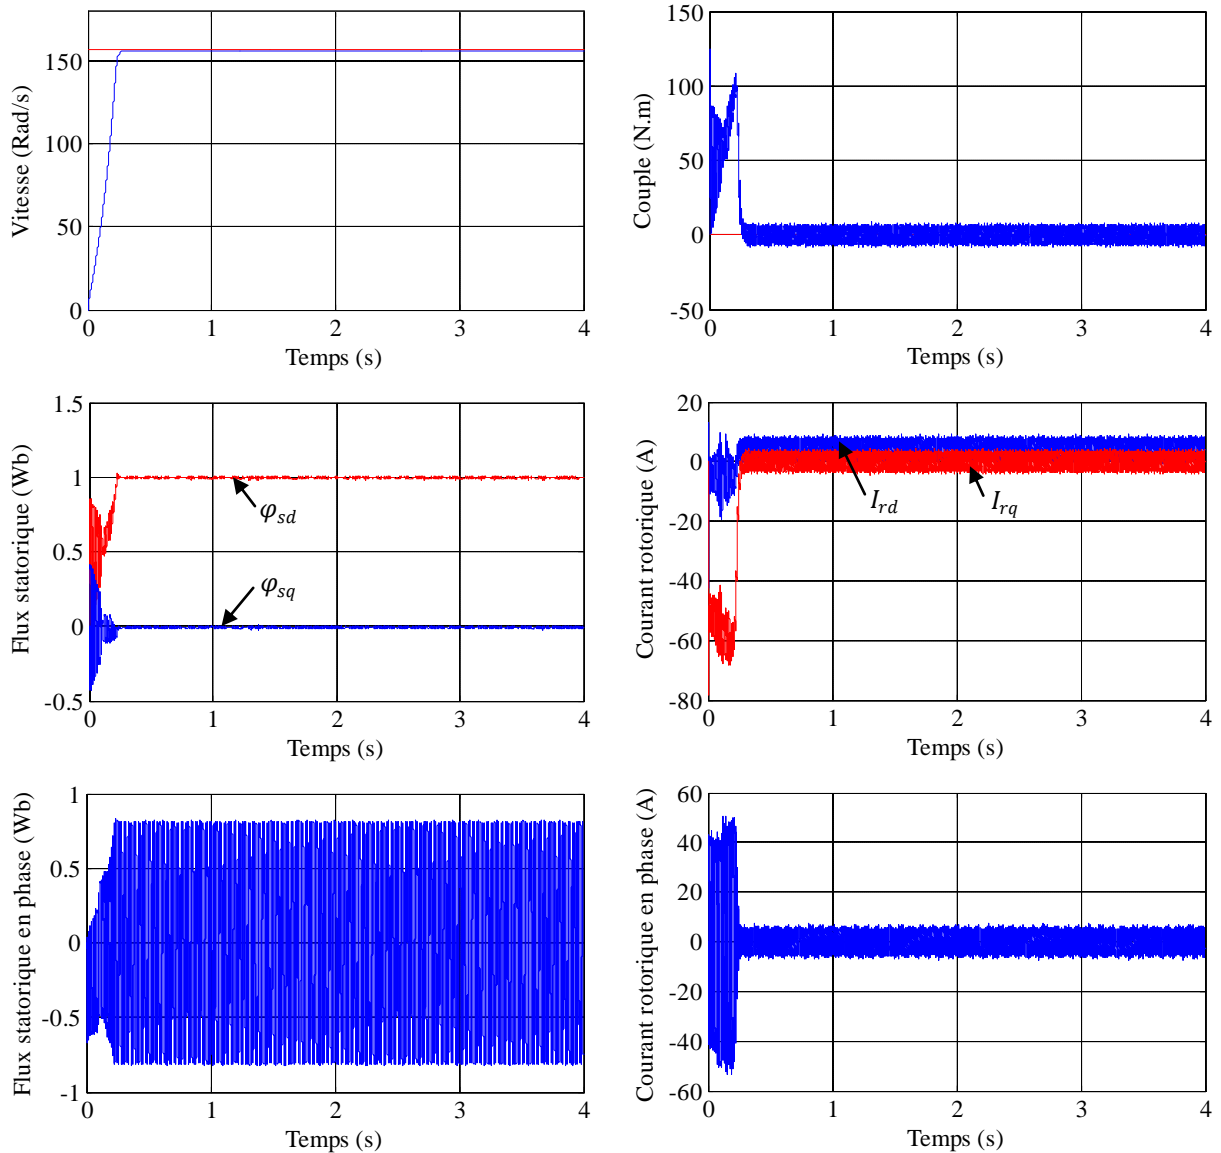 Vitesse (Rad/s)
150
100
50
0
0 1 2 3 4
Temps (s)
Couple (N.m)
150
100
50
0
-50
0 1 2 3 4
Temps (s)
Flux statorique (Wb)
1.5
1
0.5
0
-0.5
φsd
φsq
0 1 2 3 4
Temps (s)
Courant rotorique (A)
20
0
-20
-40
-60
-80
Ird
Irq
0 1 2 3 4
Temps (s)
Flux statorique en phase (Wb)
1
0.5
0
-0.5
-1
0 1 2 3 4
Temps (s)
Courant rotorique en phase (A)
60
40
20
0
-20
-40
-60
0 1 2 3 4
Temps (s)